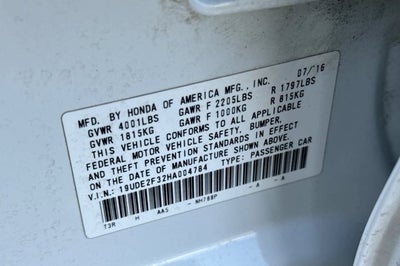 MFD. BY HONDA OF AMERICA MFG., INC. 07/16
GVWR 4001LBS GAWR F 2205LBS R 1797LBS
GVWR 1815KG GAWR F 1000KG R 815KG
THIS VEHICLE CONFORMS TO ALL APPLICABLE
FEDERAL MOTOR VEHICLE SAFETY, BUMPER,
AND THEFT PREVENTION STANDARDS IN EFFECT
ON THE DATE OF MANUFACTURE SHOWN ABOVE.
V.I.N.: 19UDE2F32HA004784 TYPE: PASSENGER CAR
T3R H AAS - - A - A